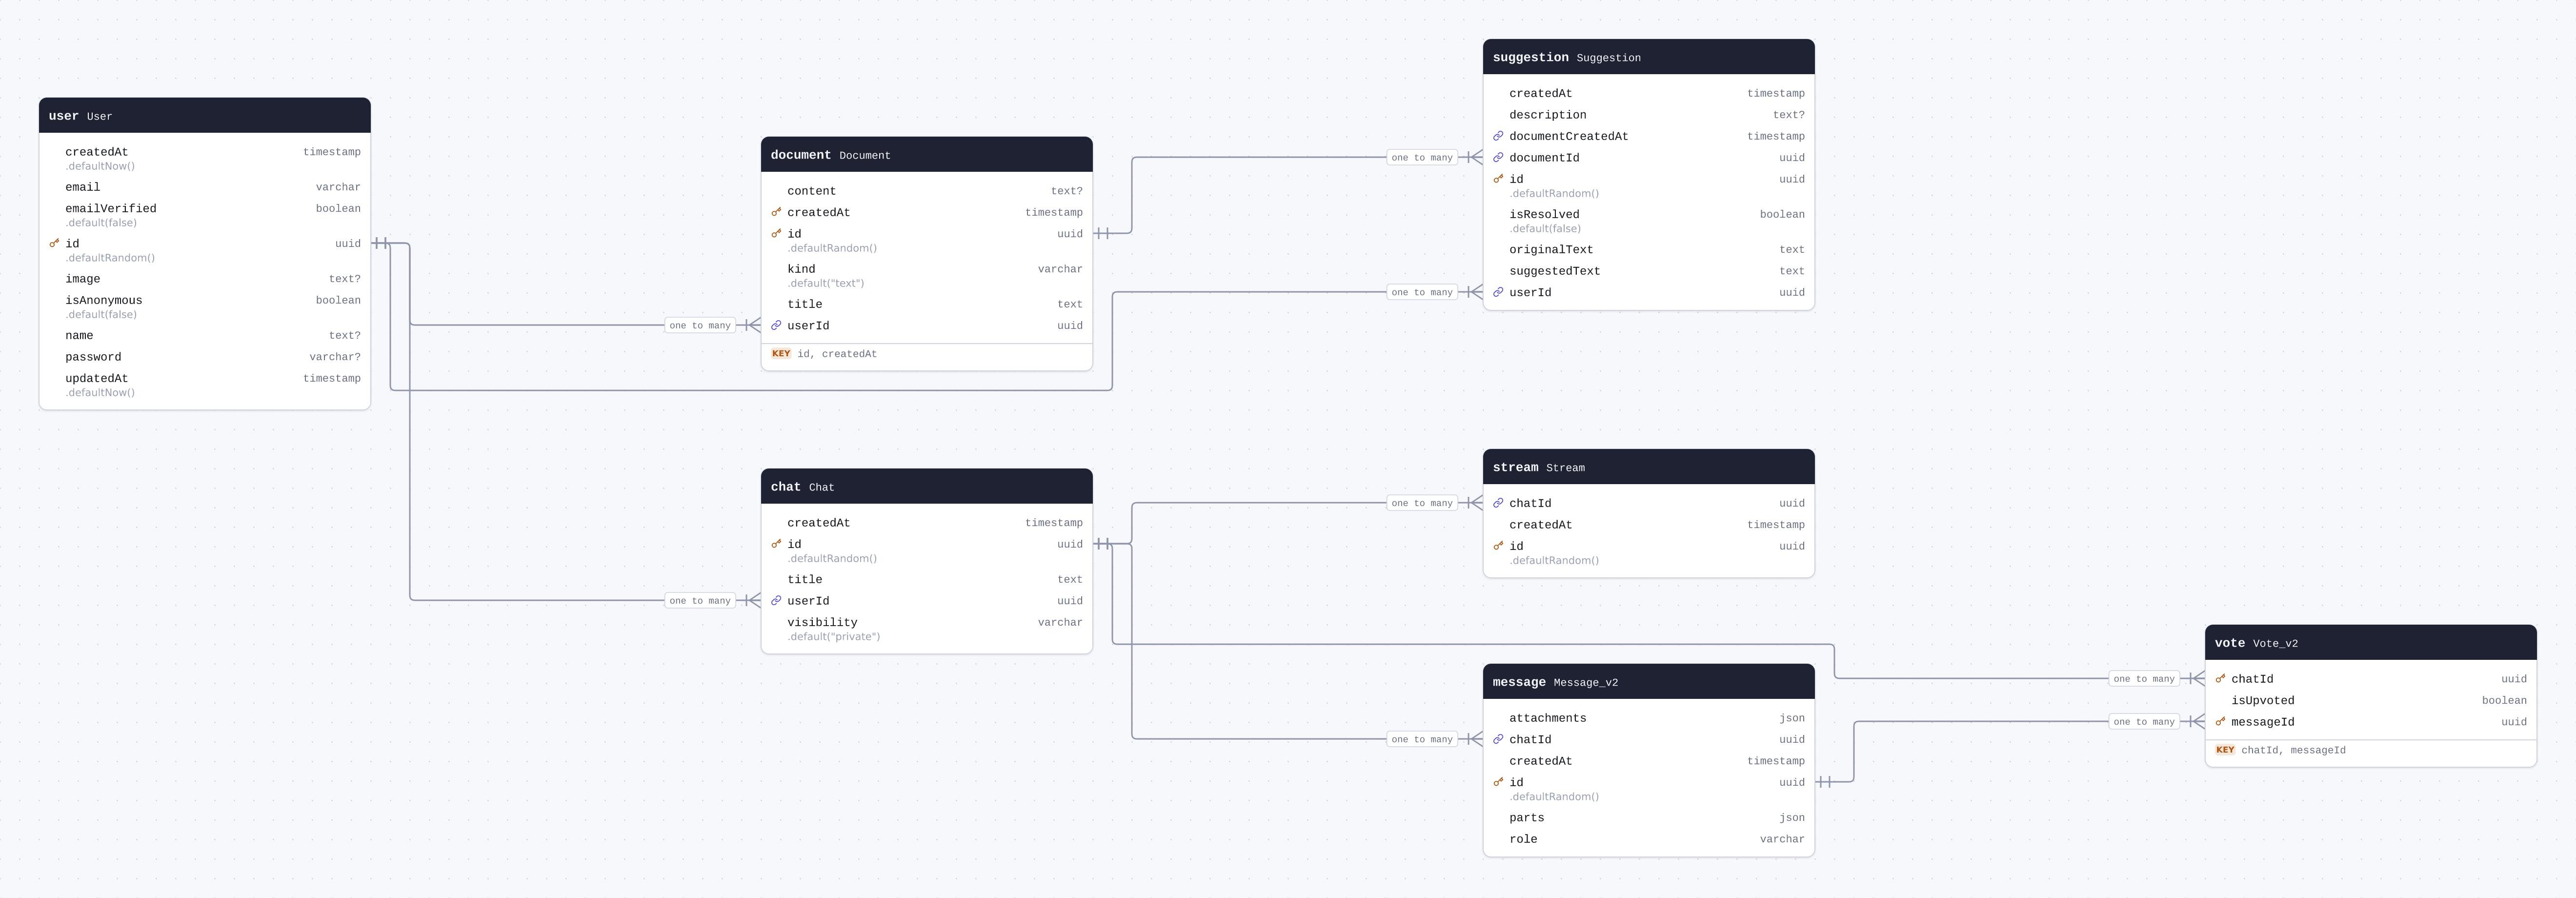 user User
createdAt timestamp
.defaultNow()
email varchar
emailVerified boolean
.default(false)
id uuid
.defaultRandom()
image text?
isAnonymous boolean
.default(false)
name text?
password varchar?
updatedAt timestamp
.defaultNow()
one to many
one to many
document Document
content text?
createdAt timestamp
id uuid
.defaultRandom()
kind varchar
.default("text")
title text
userId uuid
KEY id, createdAt
chat Chat
createdAt timestamp
id uuid
.defaultRandom()
title text
userId uuid
visibility varchar
.default("private")
one to many
one to many
one to many
one to many
suggestion Suggestion
createdAt timestamp
description text?
documentCreatedAt timestamp
documentId uuid
id uuid
.defaultRandom()
isResolved boolean
.default(false)
originalText text
suggestedText text
userId uuid
stream Stream
chatId uuid
createdAt timestamp
id uuid
.defaultRandom()
message Message_v2
attachments json
chatId uuid
createdAt timestamp
id uuid
.defaultRandom()
parts json
role varchar
one to many
one to many
vote Vote_v2
chatId uuid
isUpvoted boolean
messageId uuid
KEY chatId, messageId